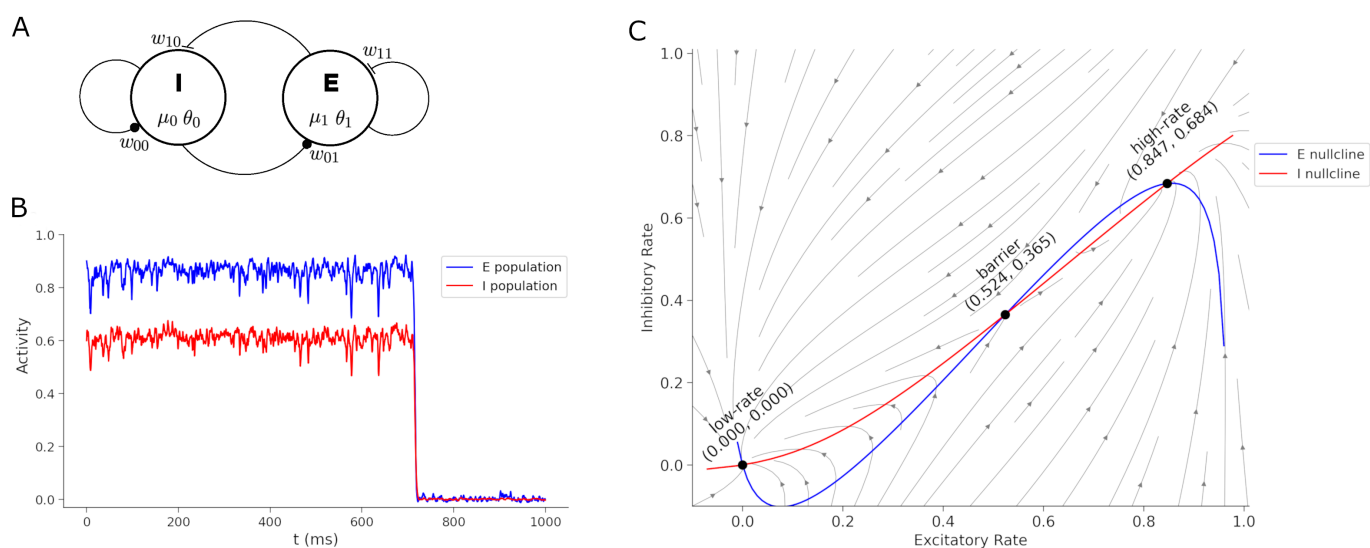 A
w10
w11
I
E
μ0 θ0
μ1 θ1
w00
w01
B
1.0
0.8
0.6
0.4
0.2
0.0
Activity
E population
I population
0
200
400
600
800
1000
t (ms)
C
1.0
0.8
0.6
0.4
0.2
0.0
Inhibitory Rate
high-rate
(0.847, 0.684)
barrier
(0.524, 0.365)
low-rate
(0.000, 0.000)
E nullcline
I nullcline
0.0
0.2
0.4
0.6
0.8
1.0
Excitatory Rate